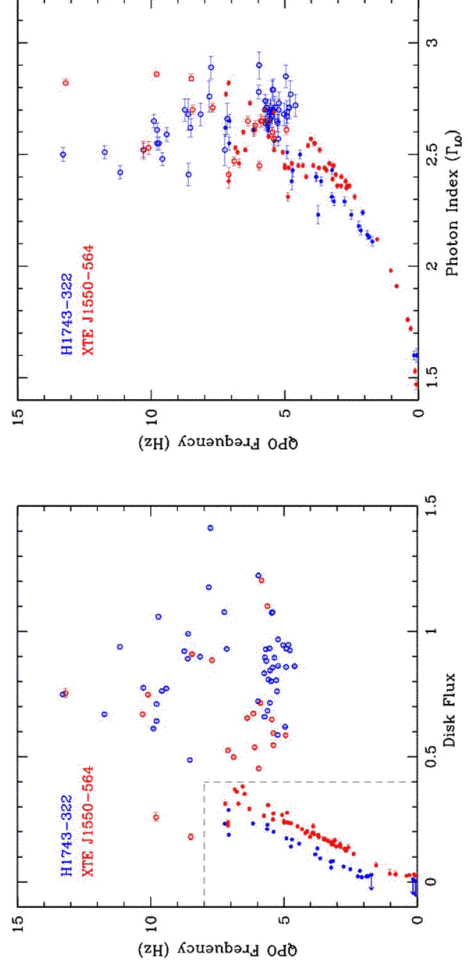 H1743-322
XTE J1550-564
15
10
5
0
QPO Frequency (Hz)
0
0.5
1
1.5
Disk Flux
H1743-322
XTE J1550-564
15
10
5
0
QPO Frequency (Hz)
1.5
2
2.5
3
Photon Index (Γ_LO)